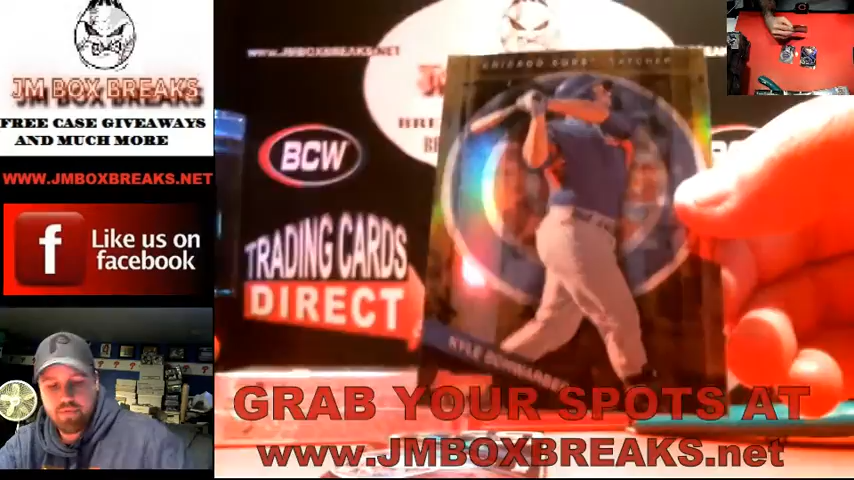 JM BOX BREAKS
FREE CASE GIVEAWAYS
AND MUCH MORE
WWW.JMBOXBREAKS.NET
f Like us on
facebook
www.JMBOXBREAKS.NET
BCW
TRADING CARDS
DIRECT
CHICAGO CUBS CATCHER
KYLE SCHWARBER
GRAB YOUR SPOTS AT
www.JMBOXBREAKS.net